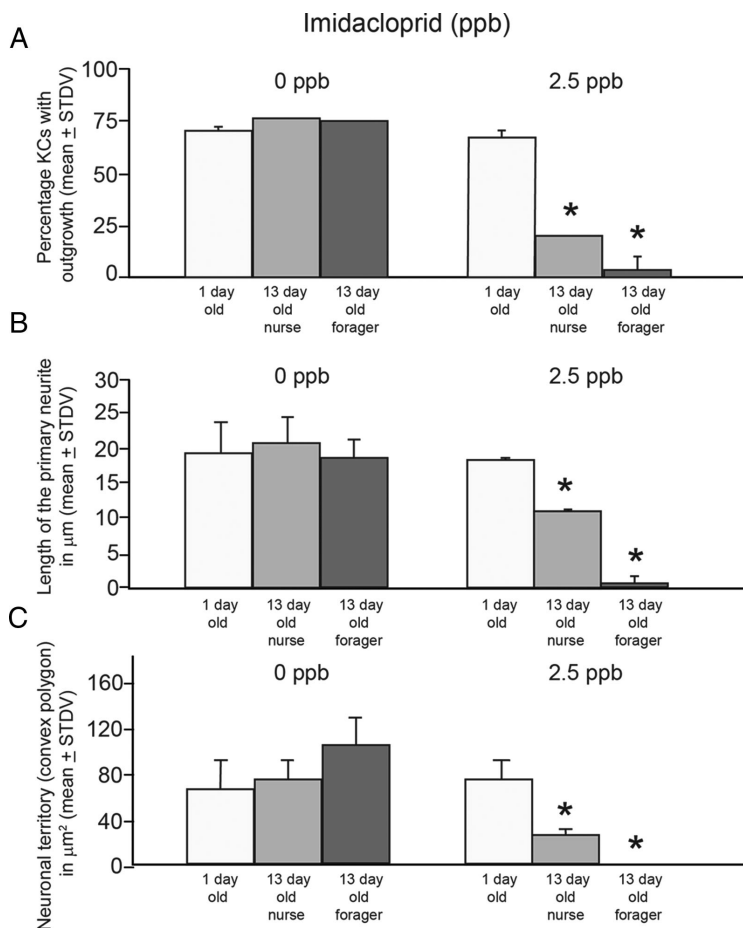 Imidacloprid (ppb)
A
Percentage KCs with
outgrowth (mean ± STDV)
100
75
50
25
0
0 ppb
2.5 ppb
*
*
1 day
old
13 day
old
nurse
13 day
old
forager
1 day
old
13 day
old
nurse
13 day
old
forager
B
Length of the primary neurite
in μm (mean ± STDV)
30
25
20
15
10
5
0
0 ppb
2.5 ppb
*
*
1 day
old
13 day
old
nurse
13 day
old
forager
1 day
old
13 day
old
nurse
13 day
old
forager
C
Neuronal territory (convex polygon)
in μm² (mean ± STDV)
160
120
80
40
0
0 ppb
2.5 ppb
*
*
1 day
old
13 day
old
nurse
13 day
old
forager
1 day
old
13 day
old
nurse
13 day
old
forager